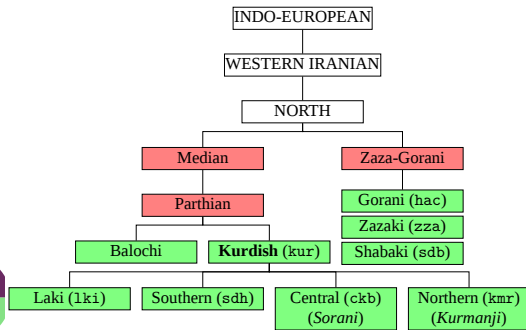 INDO-EUROPEAN
WESTERN IRANIAN
NORTH
Median
Zaza-Gorani
Parthian
Gorani (hac)
Zazaki (zza)
Shabaki (sdb)
Balochi
Kurdish (kur)
Laki (lki)
Southern (sdh)
Central (ckb)
(Sorani)
Northern (kmr)
(Kurmanji)